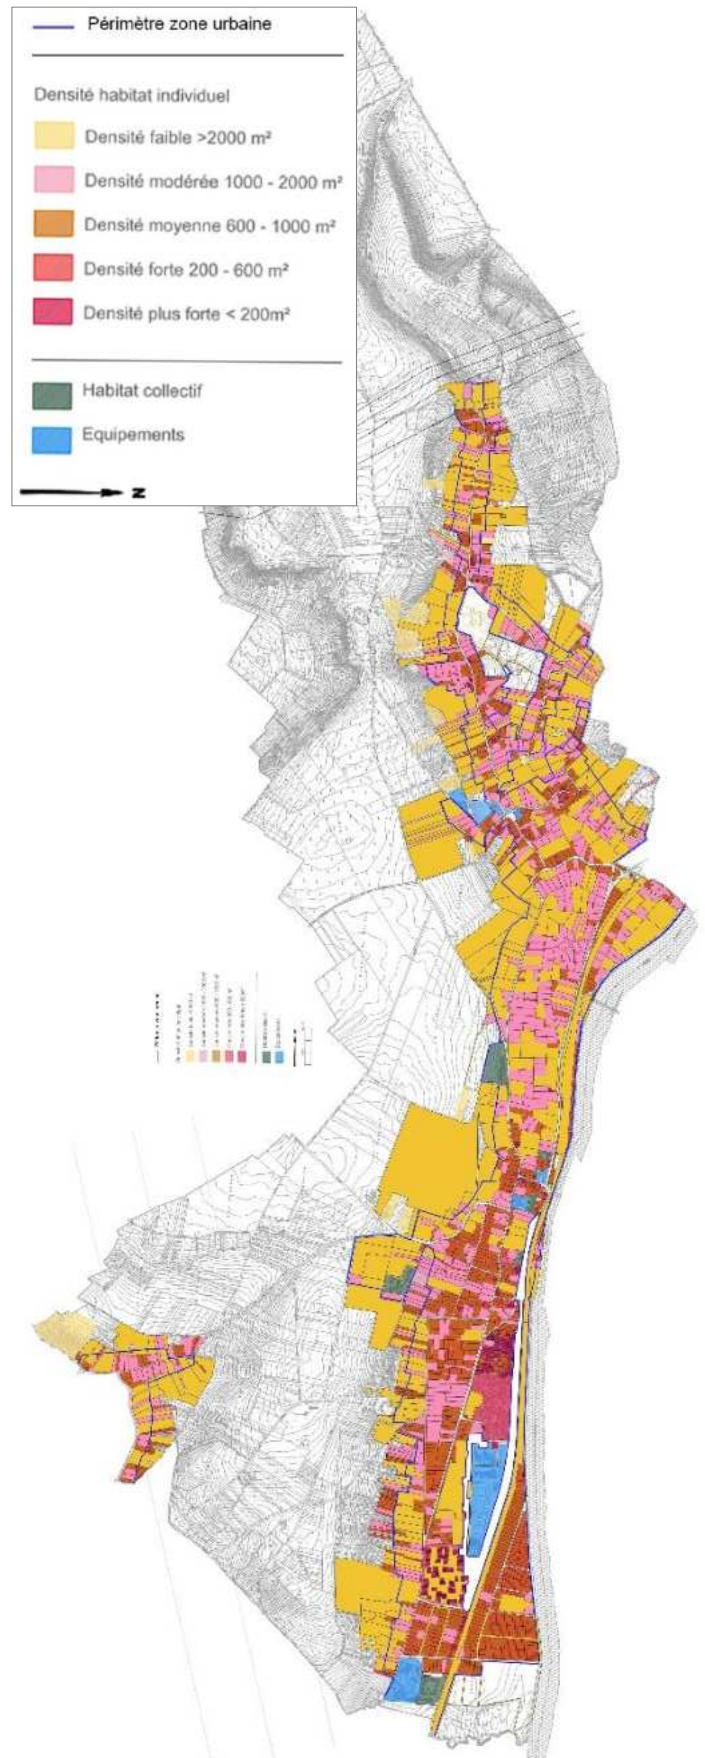 Périmètre zone urbaine
Densité habitat individuel
Densité faible >2000 m²
Densité modérée 1000 - 2000 m²
Densité moyenne 600 - 1000 m²
Densité forte 200 - 600 m²
Densité plus forte < 200m²
Habitat collectif
Equipements
N